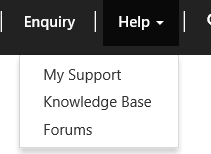 Enquiry Help
My Support
Knowledge Base
Forums